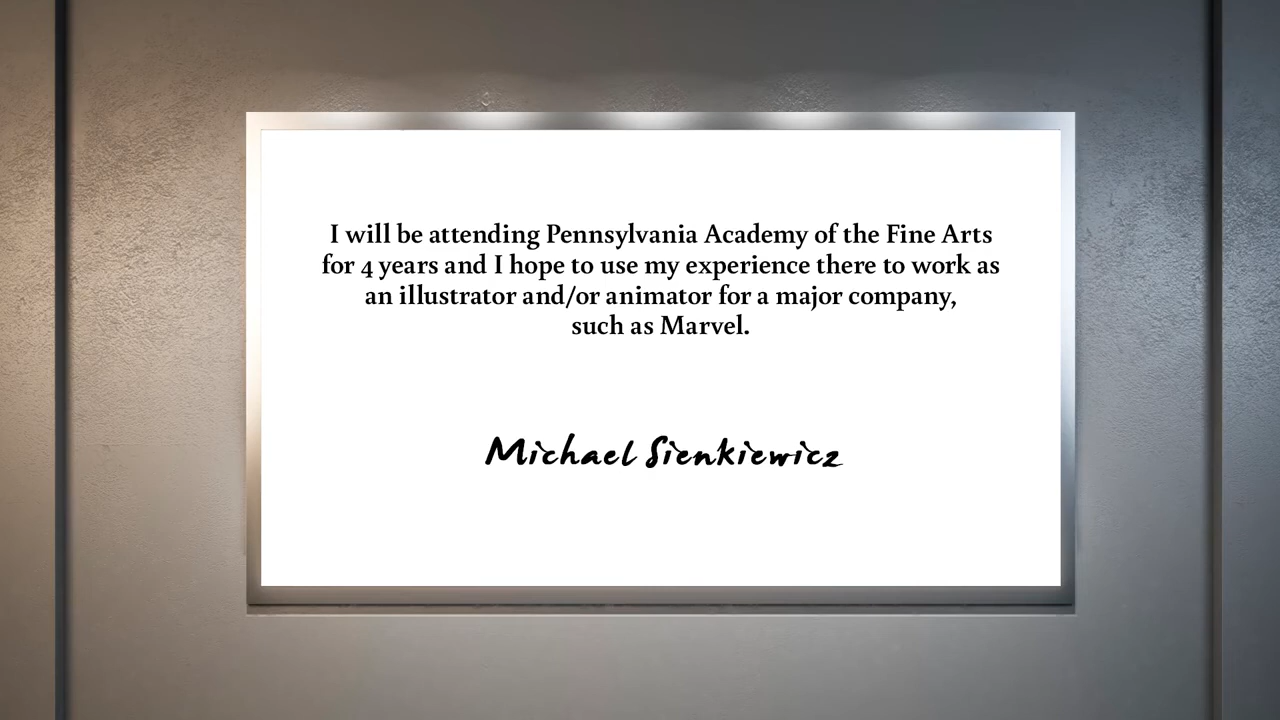 I will be attending Pennsylvania Academy of the Fine Arts
for 4 years and I hope to use my experience there to work as
an illustrator and/or animator for a major company,
such as Marvel.
Michael Sienkiewicz